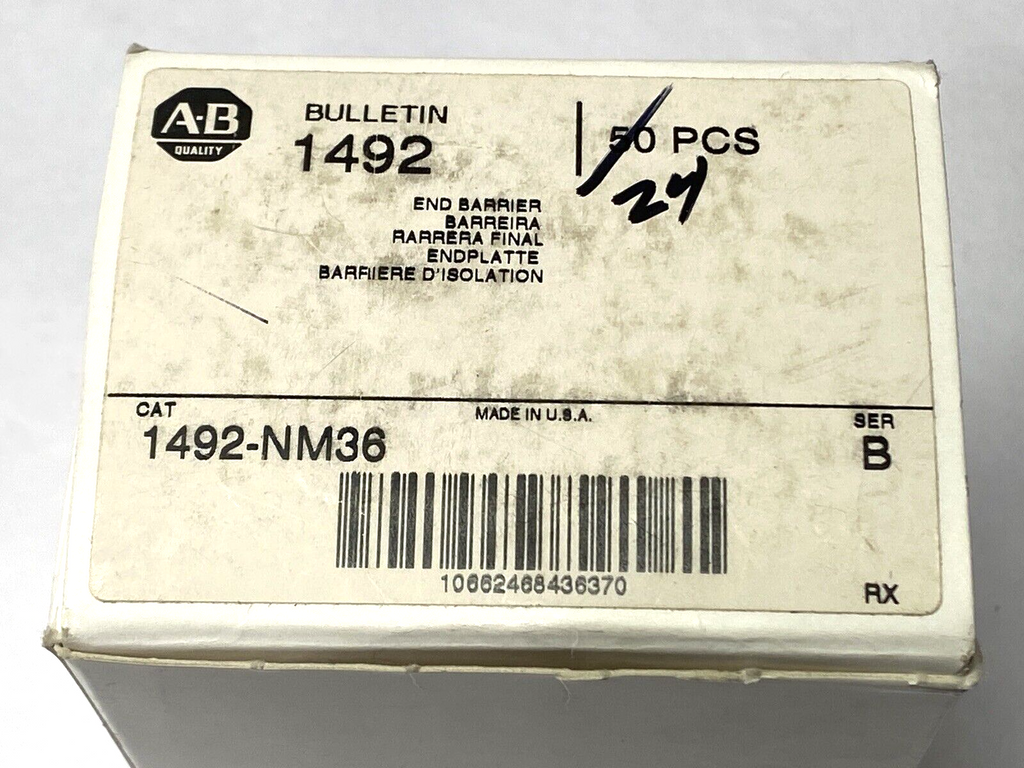 A-B
QUALITY
BULLETIN
1492
50 PCS
24
END BARRIER
BARREIRA
RARRERA FINAL
ENDPLATTE
BARRIERE D'ISOLATION
CAT
MADE IN U.S.A.
SER
1492-NM36
B
10662468436370
RX